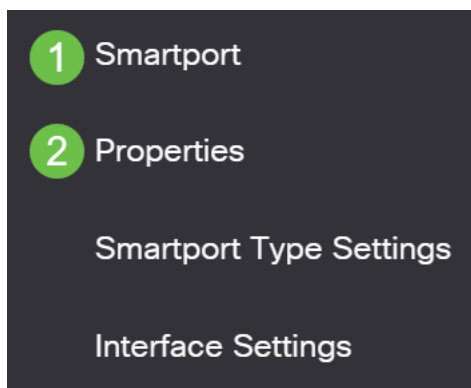 1 Smartport
2 Properties
Smartport Type Settings
Interface Settings